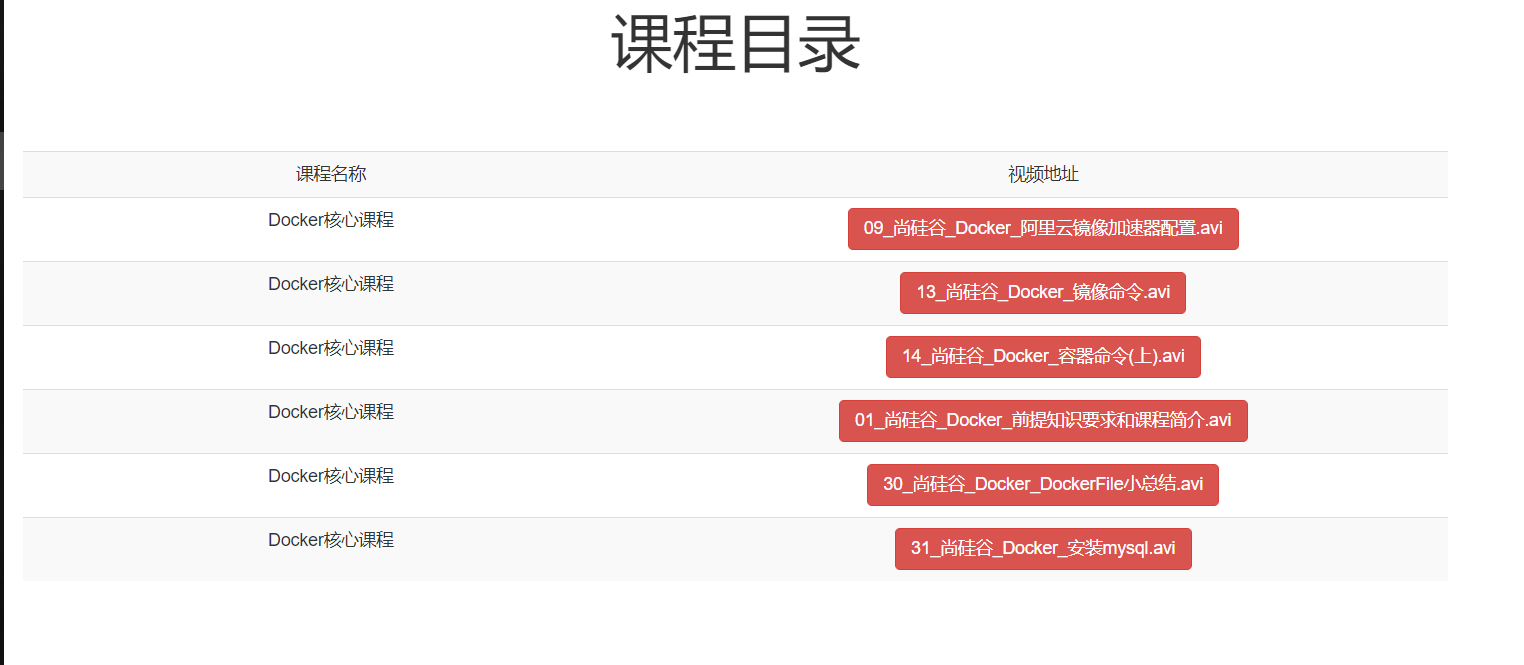 课程目录
课程名称 视频地址
Docker核心课程 09_尚硅谷_Docker_阿里云镜像加速器配置.avi
Docker核心课程 13_尚硅谷_Docker_镜像命令.avi
Docker核心课程 14_尚硅谷_Docker_容器命令(上).avi
Docker核心课程 01_尚硅谷_Docker_前提知识要求和课程简介.avi
Docker核心课程 30_尚硅谷_Docker_DockerFile小总结.avi
Docker核心课程 31_尚硅谷_Docker_安装mysql.avi